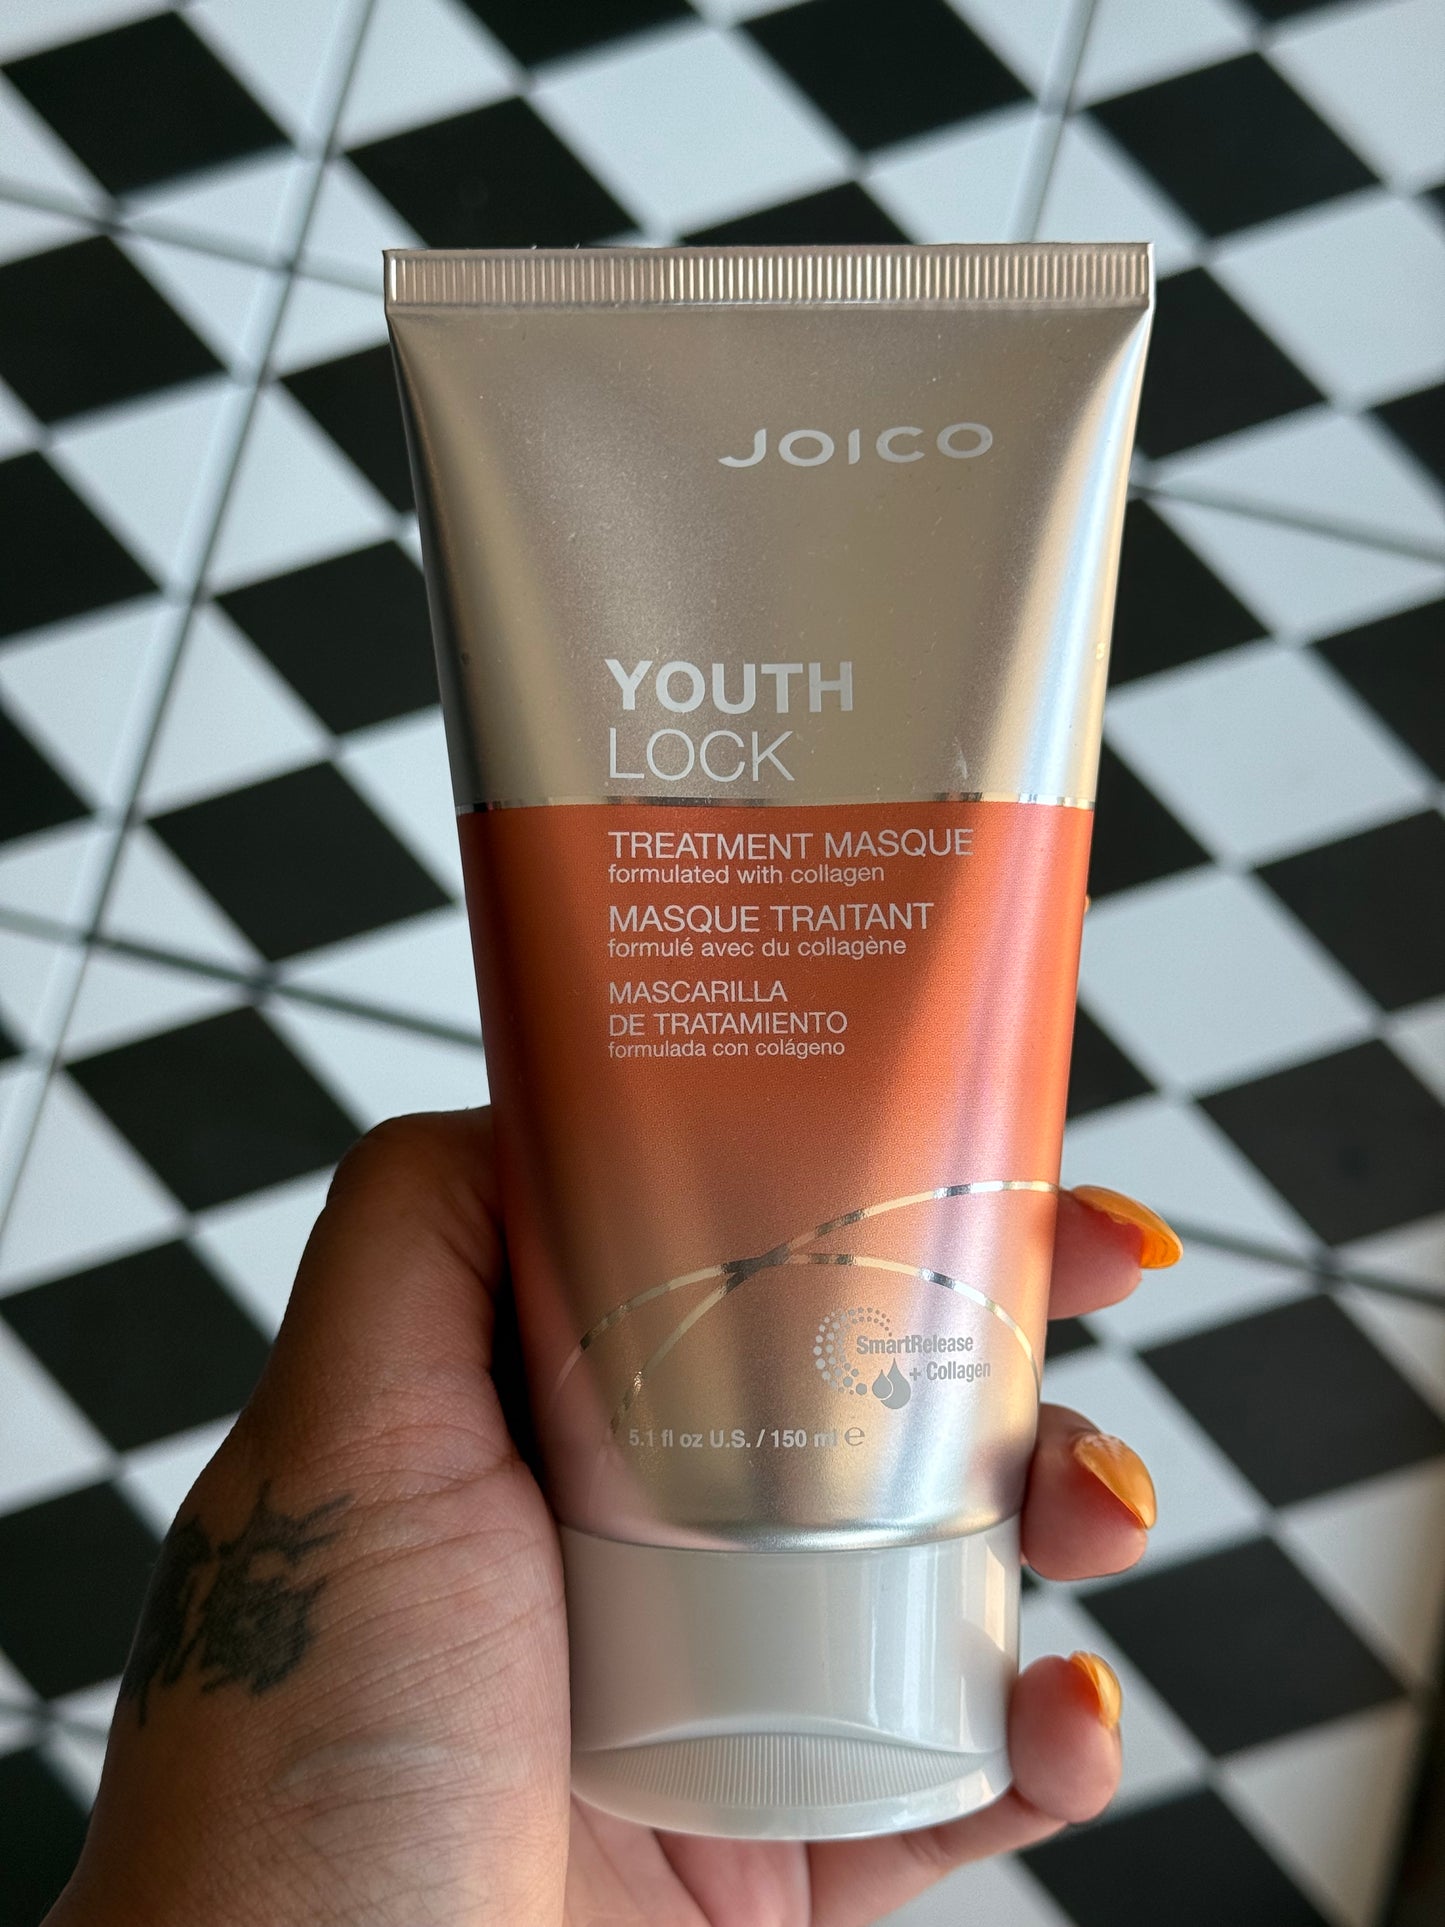 JOICO
YOUTH
LOCK
TREATMENT MASQUE
formulated with collagen
MASQUE TRAITANT
formulé avec du collagène
MASCARILLA
DE TRATAMIENTO
formulada con colágeno
SmartRelease
+ Collagen
5.1 fl oz U.S. / 150 ml ℮